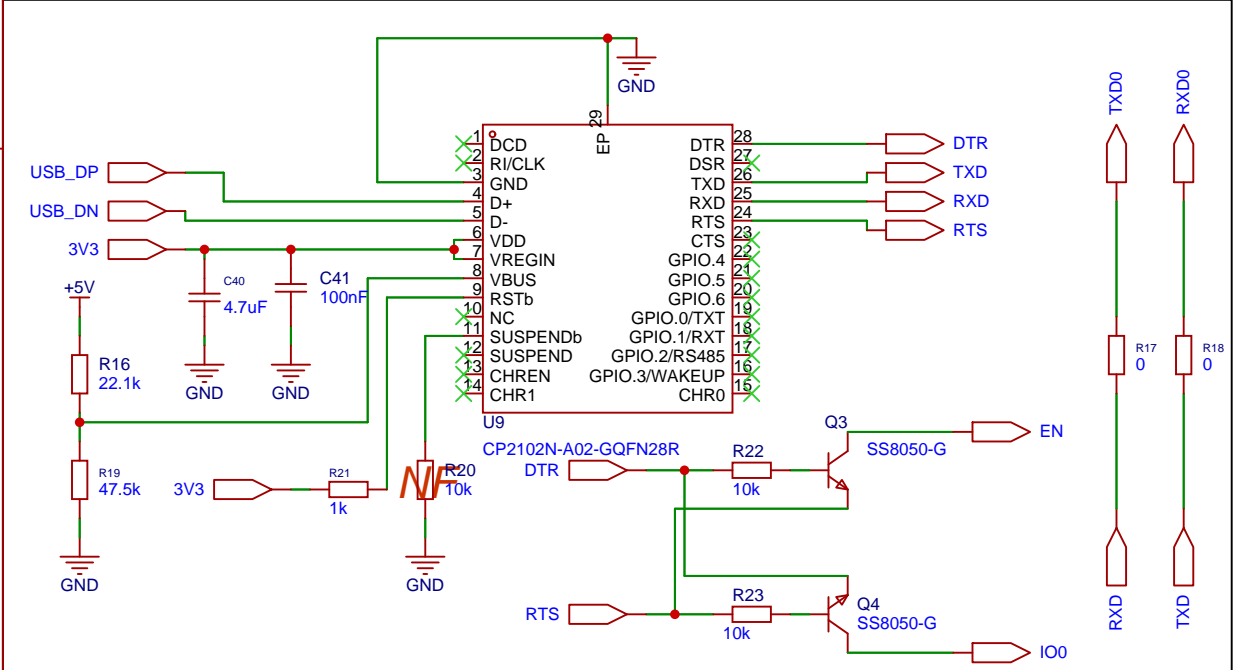 TXD0
RXD0
GND
EP 29
1 DCD
2 RI/CLK
3 GND
4 D+
5 D-
6 VDD
7 VREGIN
8 VBUS
9 RSTb
10 NC
11 SUSPENDb
12 SUSPEND
13 CHREN
14 CHR1
DTR 28
DSR 27
TXD 26
RXD 25
RTS 24
CTS 23
GPIO.4 22
GPIO.5 21
GPIO.6 20
GPIO.0/TXT 19
GPIO.1/RXT 18
GPIO.2/RS485 17
GPIO.3/WAKEUP 16
CHR0 15
U9
CP2102N-A02-GQFN28R
USB_DP
USB_DN
3V3
DTR
TXD
RXD
RTS
+5V
C40
4.7uF
C41
100nF
GND
GND
R16
22.1k
R19
47.5k
GND
3V3
R21
1k
NF
R20
10k
GND
R17
0
R18
0
DTR
R22
10k
Q3
SS8050-G
EN
RTS
R23
10k
Q4
SS8050-G
IO0
RXD
TXD